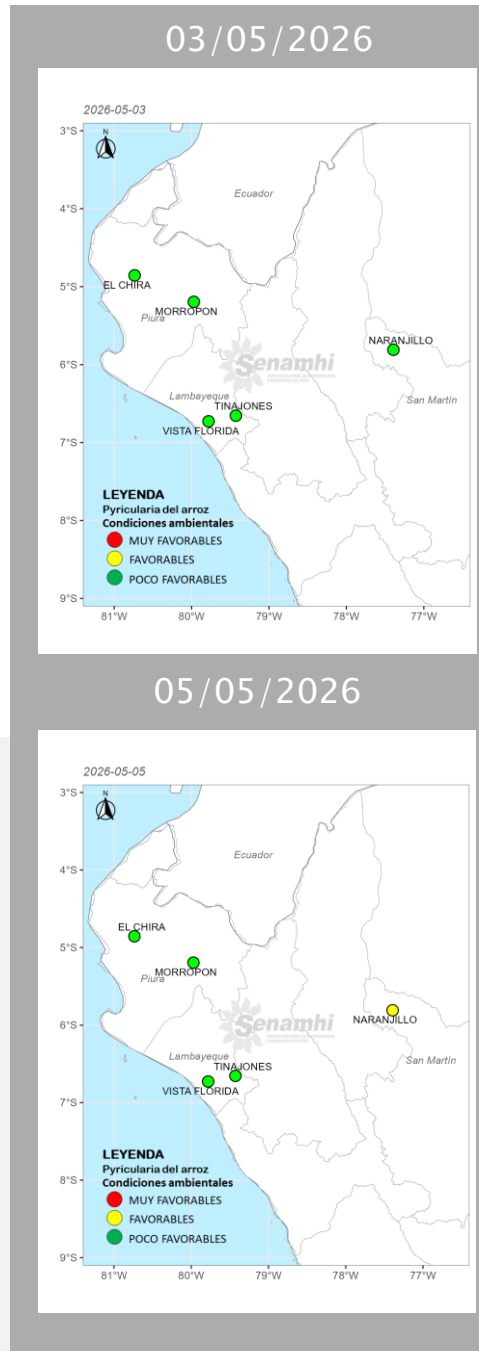 03/05/2026
2026-05-03
N
3°S
4°S
Ecuador
5°S
EL CHIRA
MORROPON
Piura
NARANJILLO
6°S
Senamhi
Lambayeque
TINAJONES
San Martín
VISTA FLORIDA
7°S
LEYENDA
8°S
Pyricularia del arroz
Condiciones ambientales
MUY FAVORABLES
FAVORABLES
POCO FAVORABLES
9°S
81°W 80°W 79°W 78°W 77°W
05/05/2026
2026-05-05
N
3°S
4°S
Ecuador
EL CHIRA
5°S
MORROPON
Piura
6°S
NARANJILLO
Senamhi
Lambayeque
San Martín
TINAJONES
VISTA FLORIDA
7°S
LEYENDA
8°S
Pyricularia del arroz
Condiciones ambientales
MUY FAVORABLES
FAVORABLES
POCO FAVORABLES
9°S
81°W 80°W 79°W 78°W 77°W